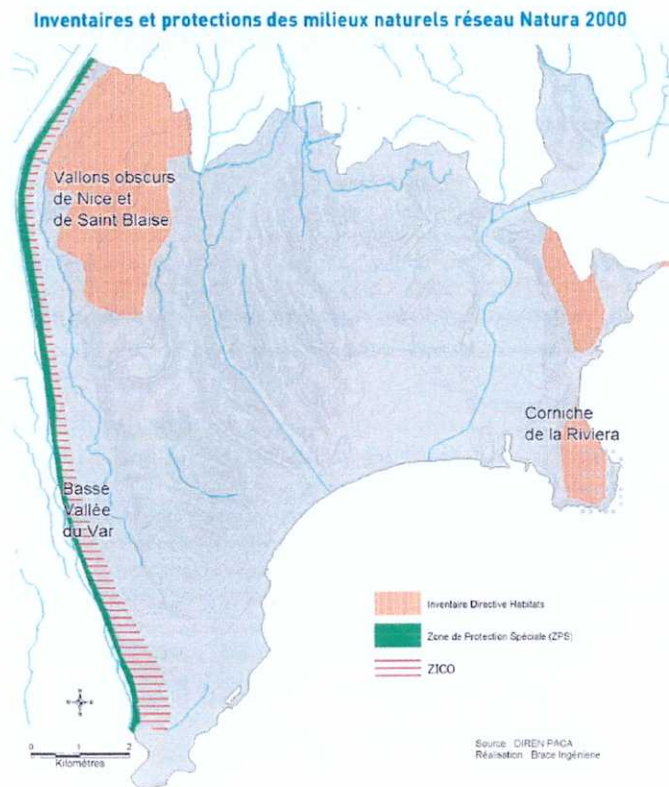 Inventaires et protections des milieux naturels réseau Natura 2000
Vallons obscurs
de Nice et
de Saint Blaise
Corniche
de la Riviera
Basse
Vallée
du Var
Inventaire Directive Habitats
Zone de Protection Spéciale (ZPS)
ZICO
0 1 2
Kilomètres
Source : DIREN PACA
Réalisation : Brace Ingénierie